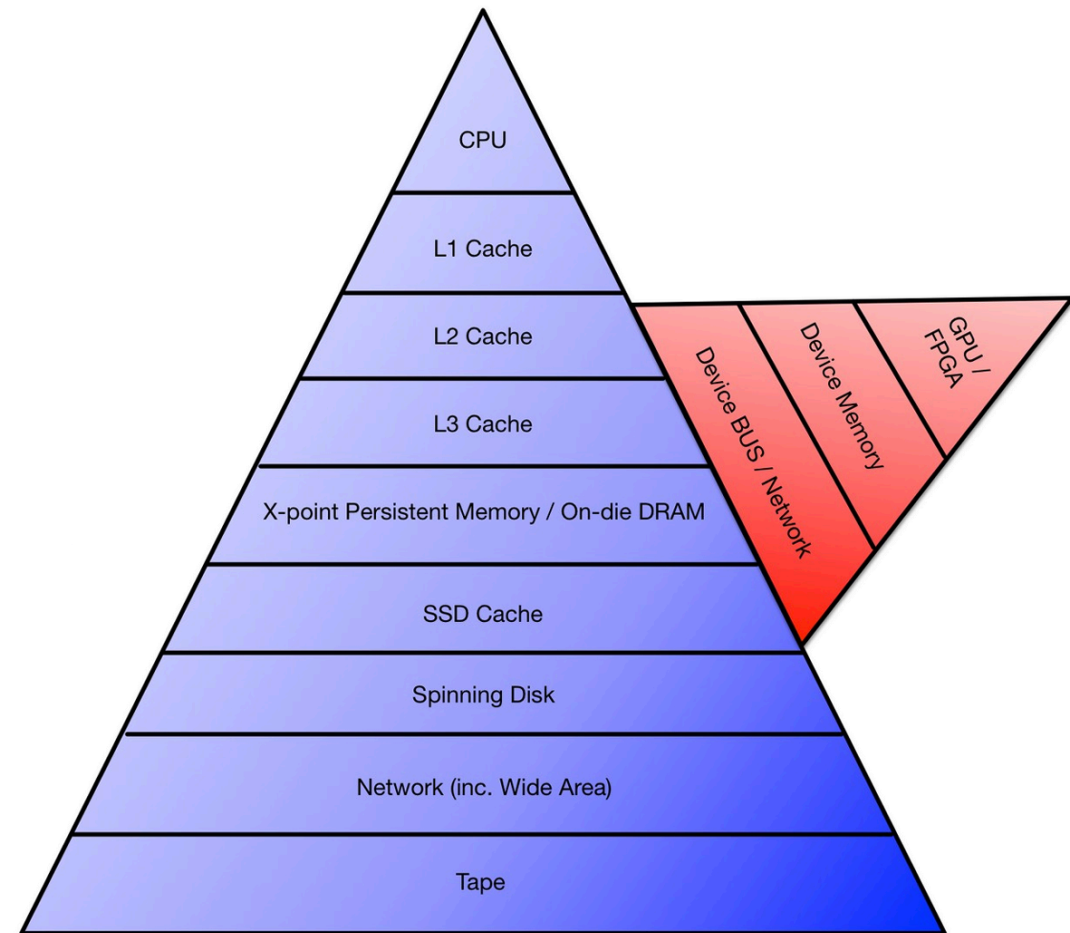 CPU
L1 Cache
L2 Cache
L3 Cache
X-point Persistent Memory / On-die DRAM
SSD Cache
Spinning Disk
Network (inc. Wide Area)
Tape
Device BUS / Network
Device Memory
GPU /
FPGA